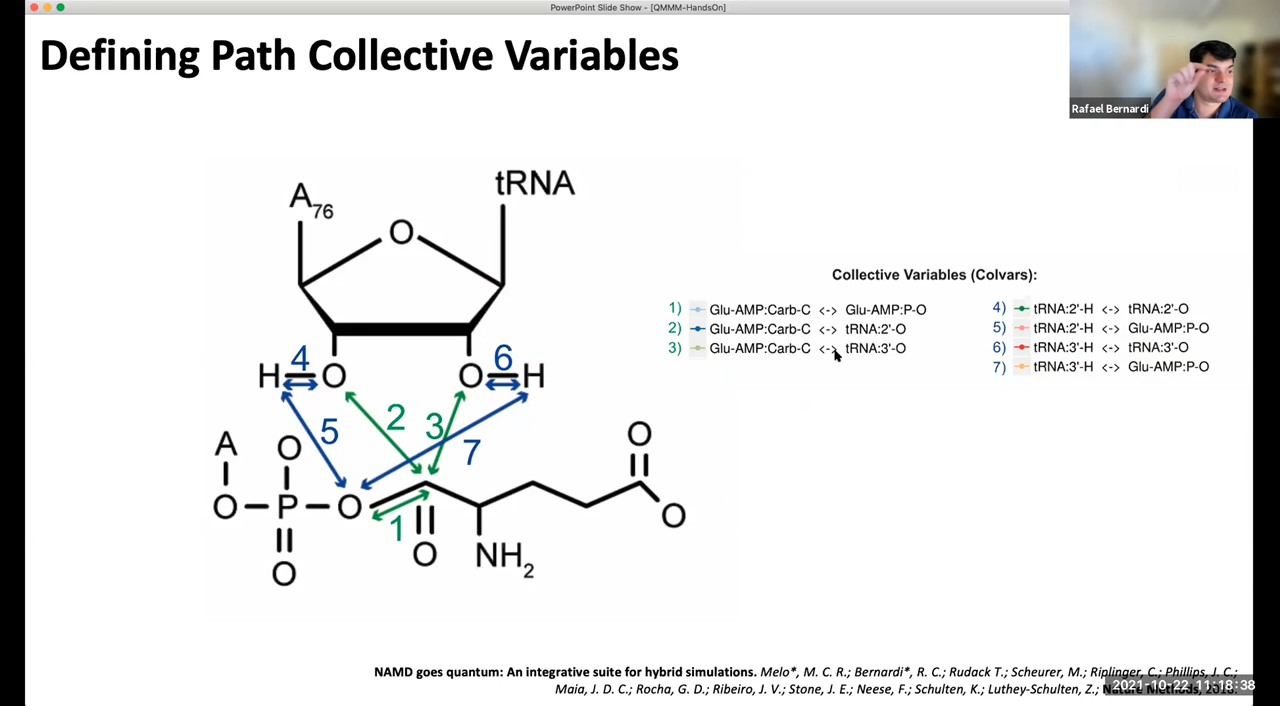 PowerPoint Slide Show - [QMMM-HandsOn]
Defining Path Collective Variables
Rafael Bernardi
A76
tRNA
O
H
4
O
O
6
H
2
3
5
7
A
O
O
O
P
O
1
O
O
NH2
O
O
Collective Variables (Colvars):
1) Glu-AMP:Carb-C <-> Glu-AMP:P-O
2) Glu-AMP:Carb-C <-> tRNA:2'-O
3) Glu-AMP:Carb-C <-> tRNA:3'-O
4) tRNA:2'-H <-> tRNA:2'-O
5) tRNA:2'-H <-> Glu-AMP:P-O
6) tRNA:3'-H <-> tRNA:3'-O
7) tRNA:3'-H <-> Glu-AMP:P-O
NAMD goes quantum: An integrative suite for hybrid simulations. Melo*, M. C. R.; Bernardi*, R. C.; Rudack T.; Scheurer, M.; Riplinger, C.; Phillips, J. C.;
Maia, J. D. C.; Rocha, G. D.; Ribeiro, J. V.; Stone, J. E.; Neese, F.; Schulten, K.; Luthey-Schulten, Z.;
2021-10-22 11:18:38